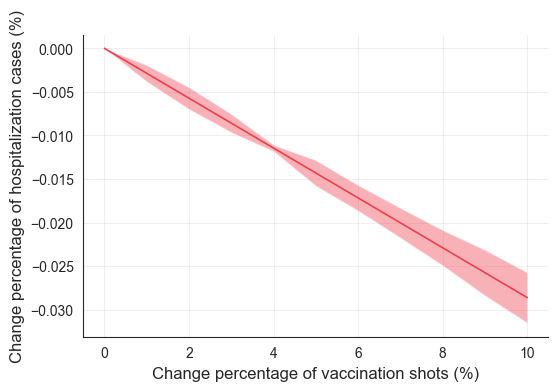 Change percentage of hospitalization cases (%)
0.000
−0.005
−0.010
−0.015
−0.020
−0.025
−0.030
0 2 4 6 8 10
Change percentage of vaccination shots (%)